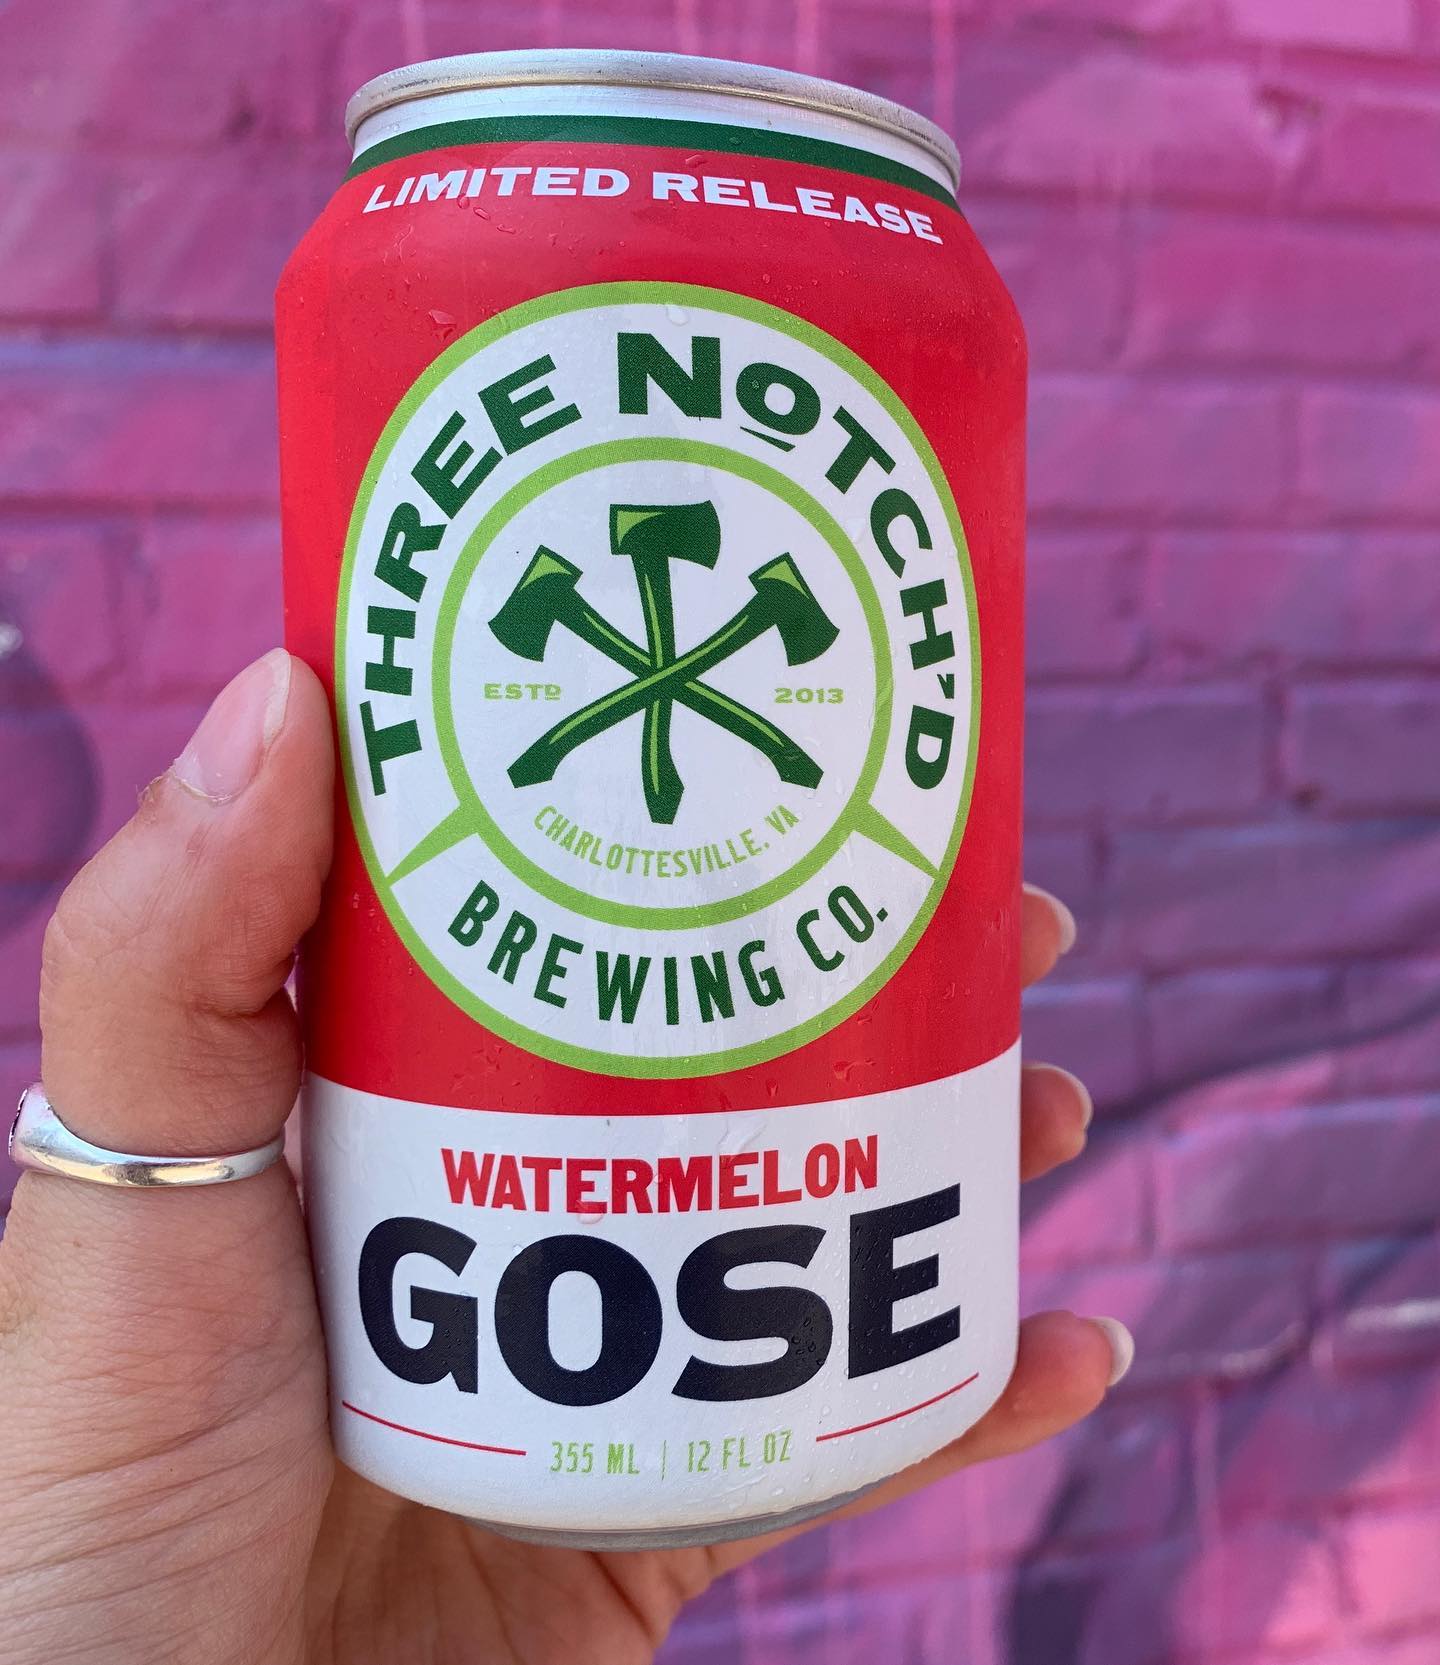 LIMITED RELEASE
THREE NOTCH'D
ESTD 2013
CHARLOTTESVILLE, VA
BREWING CO.
WATERMELON
GOSE
355 ML | 12 FL OZ